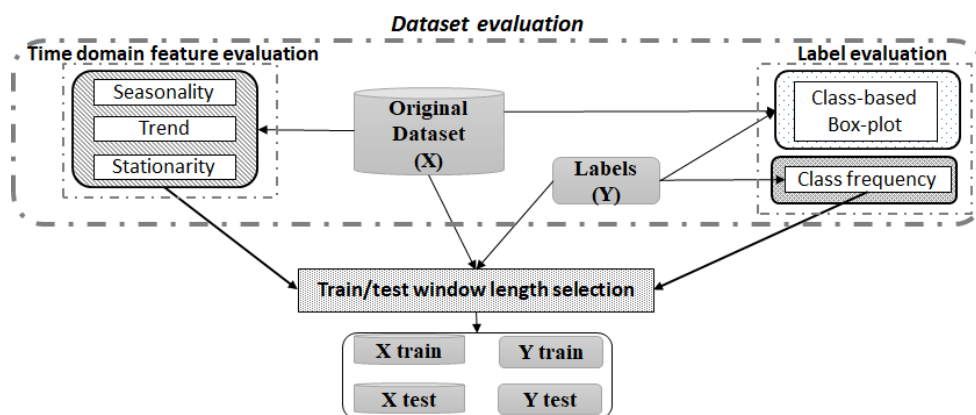 Dataset evaluation
Time domain feature evaluation
Label evaluation
Seasonality
Trend
Stationarity
Original
Dataset
(X)
Labels
(Y)
Class-based
Box-plot
Class frequency
Train/test window length selection
X train
Y train
X test
Y test